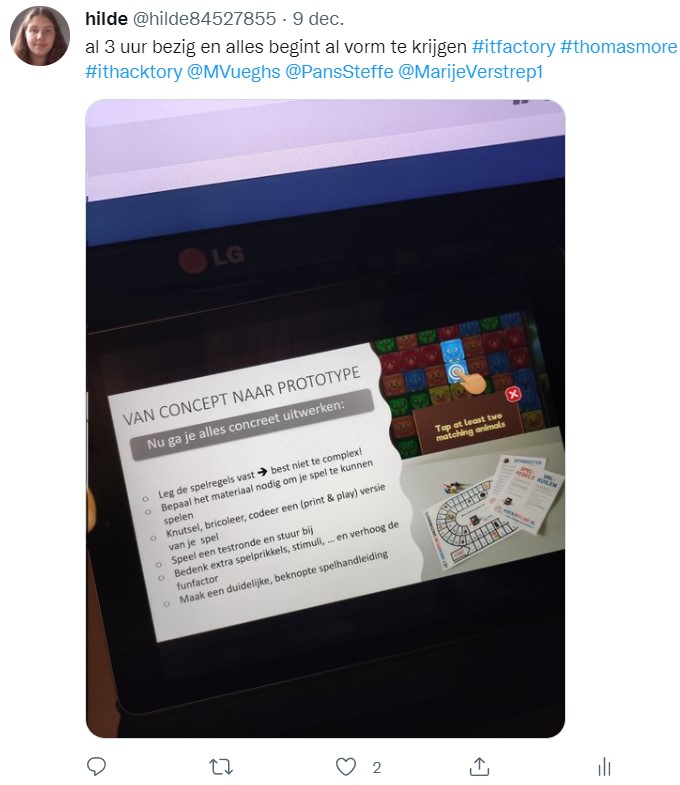 hilde @hilde84527855 · 9 dec.
al 3 uur bezig en alles begint al vorm te krijgen #itfactory #thomasmore
#ithacktory @MVueghs @PansSteffe @MarijeVerstrep1
LG
VAN CONCEPT NAAR PROTOTYPE
Nu ga je alles concreet uitwerken:
○ Leg de spelregels vast ➔ best niet te complex!
○ Bepaal het materiaal nodig om je spel te kunnen
spelen
○ Knutsel, bricoleer, codeer een (print & play) versie
van je spel
○ Speel een testronde en stuur bij
○ Bedenk extra spelprikkels, stimuli, ... en verhoog de
funfactor
○ Maak een duidelijke, beknopte spelhandleiding
Tap at least two
matching animals
SPEL-
REGELS
VAL-
KUILEN
2